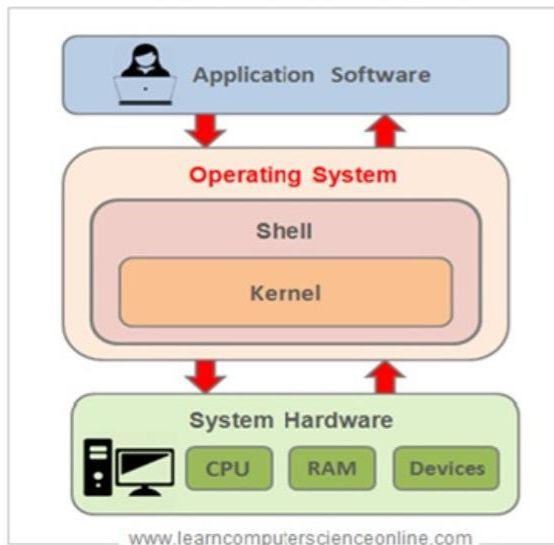 Application Software
Operating System
Shell
Kernel
System Hardware
CPU RAM Devices
www.learncomputerscienceonline.com